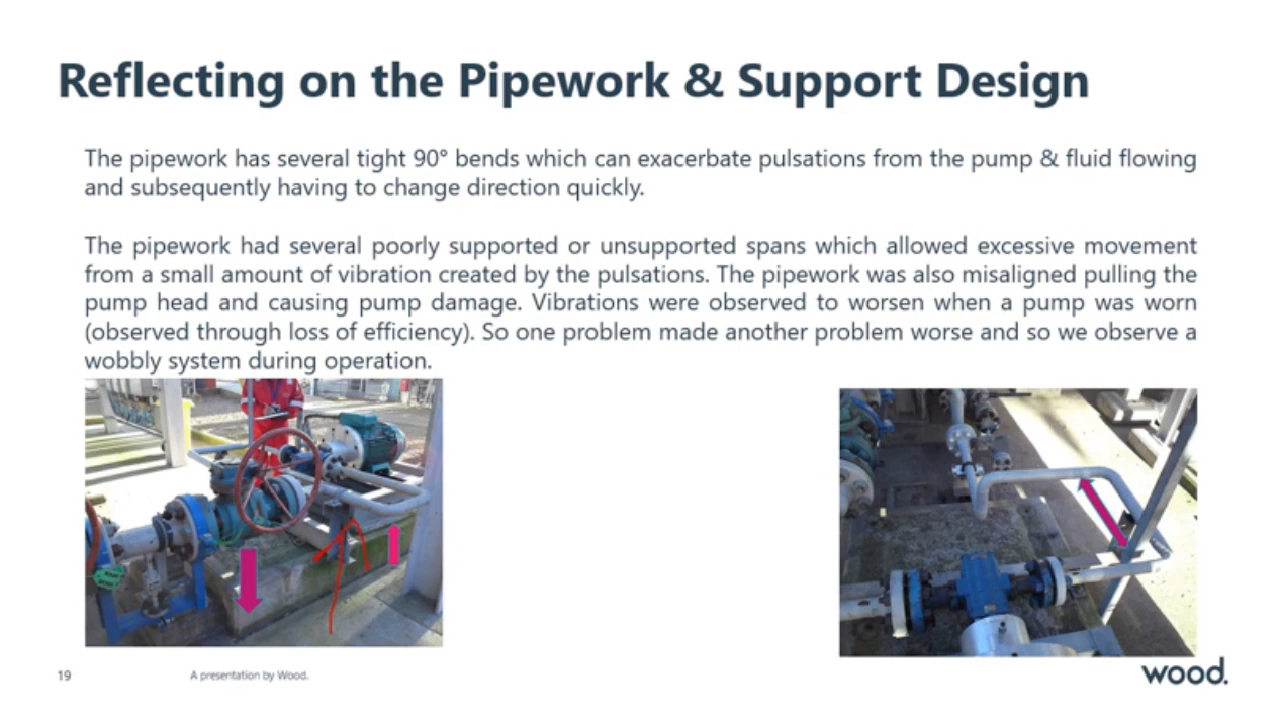 Reflecting on the Pipework & Support Design
The pipework has several tight 90° bends which can exacerbate pulsations from the pump & fluid flowing
and subsequently having to change direction quickly.
The pipework had several poorly supported or unsupported spans which allowed excessive movement
from a small amount of vibration created by the pulsations. The pipework was also misaligned pulling the
pump head and causing pump damage. Vibrations were observed to worsen when a pump was worn
(observed through loss of efficiency). So one problem made another problem worse and so we observe a
wobbly system during operation.
19
A presentation by Wood.
wood.